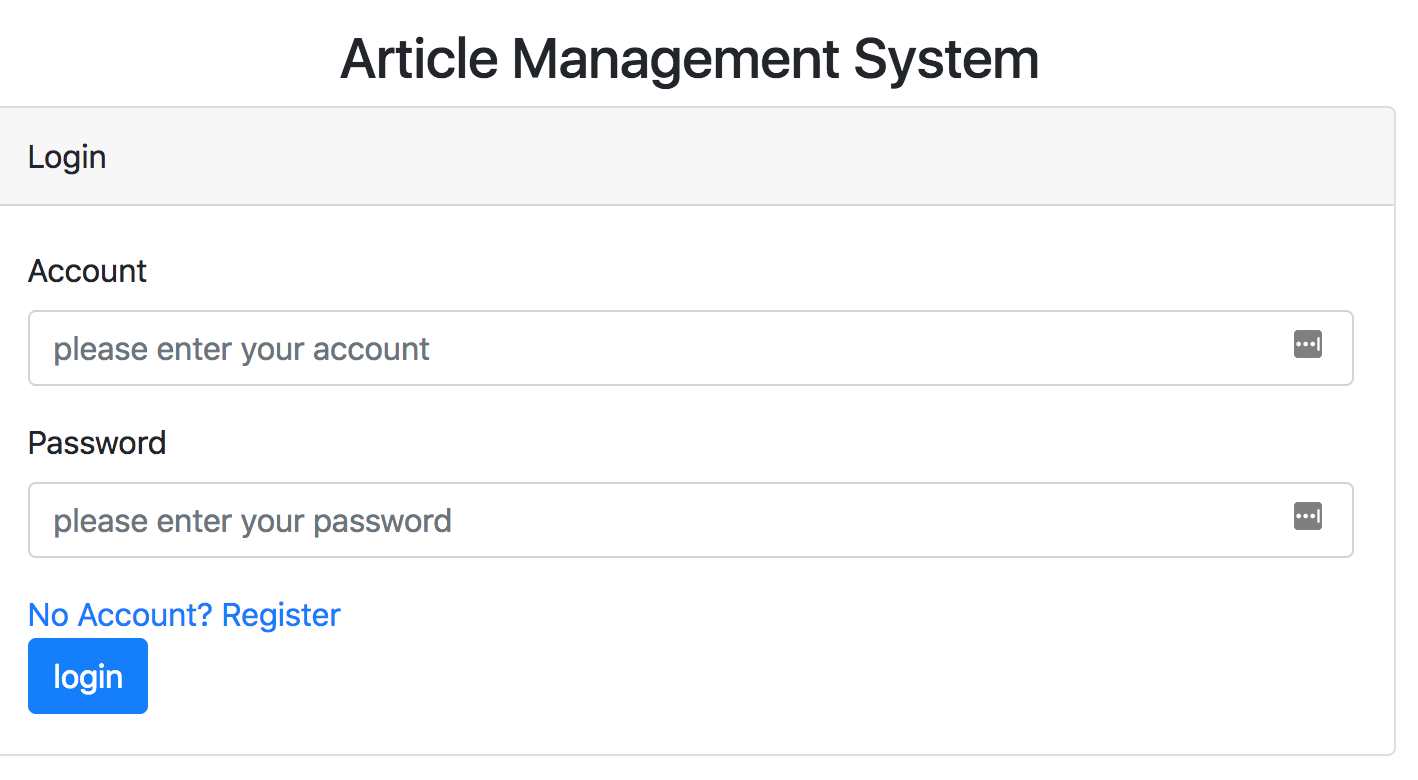 Article Management System
Login
Account
please enter your account
Password
please enter your password
No Account? Register
login